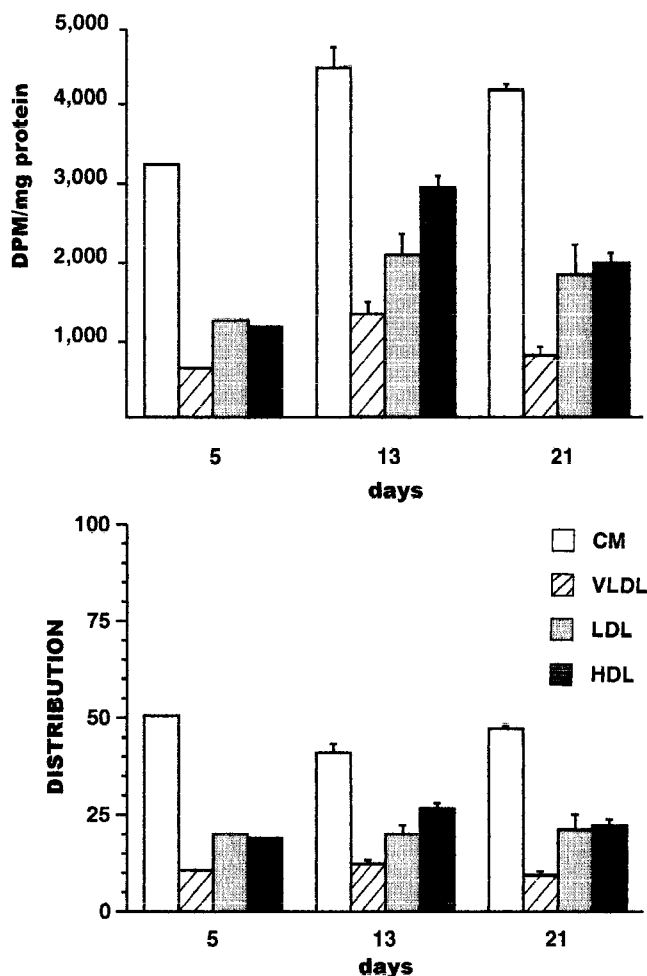 5,000
4,000
3,000
2,000
1,000
DPM/mg protein
5 13 21
days
100
75
50
25
0
DISTRIBUTION
CM
VLDL
LDL
HDL
5 13 21
days